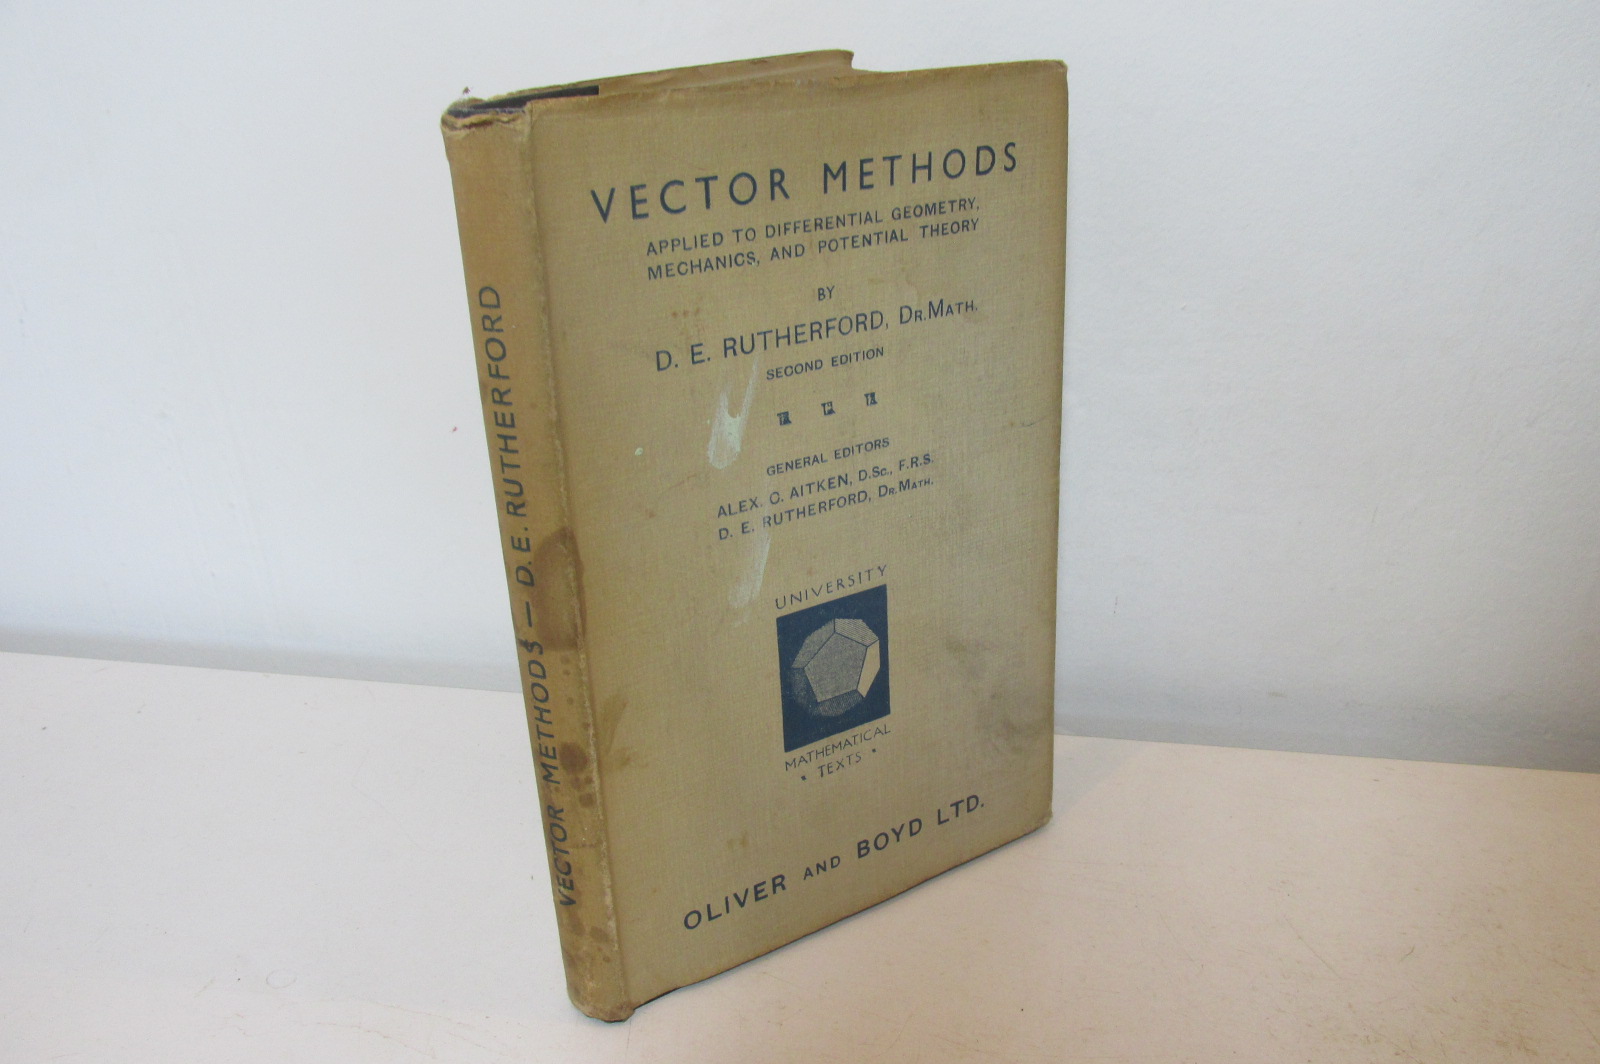 VECTOR METHODS — D. E. RUTHERFORD
VECTOR METHODS
APPLIED TO DIFFERENTIAL GEOMETRY,
MECHANICS, AND POTENTIAL THEORY
BY
D. E. RUTHERFORD, DR. MATH.
SECOND EDITION
GENERAL EDITORS
ALEX. C. AITKEN, D.Sc., F.R.S.
D. E. RUTHERFORD, DR. MATH.
UNIVERSITY
MATHEMATICAL
• TEXTS •
OLIVER AND BOYD LTD.